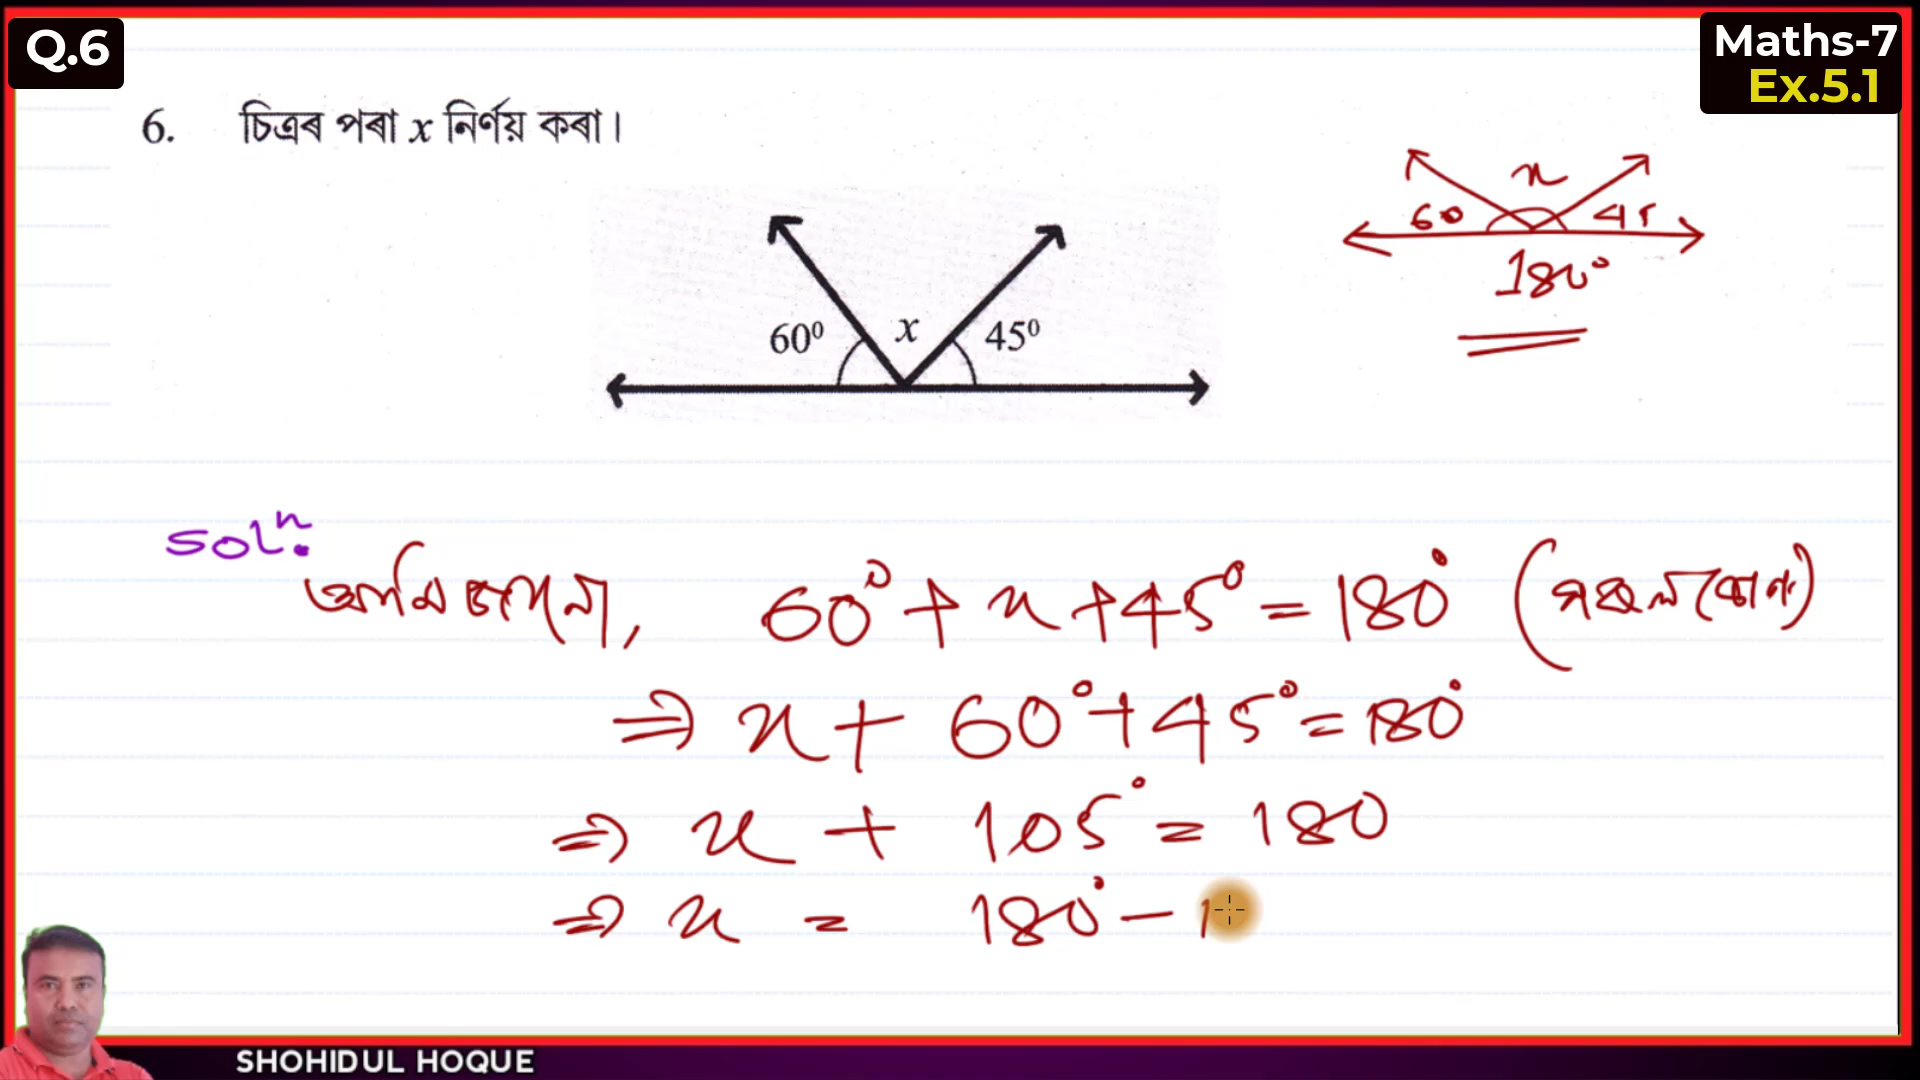 Q.6
Maths-7
Ex.5.1
6. চিত্ৰৰ পৰা x নিৰ্ণয় কৰা।
x
60 45
180°
60⁰ x 45⁰
Solⁿ:
আমি জানো, 60° + x + 45° = 180° (সৰল কোণ)
⇒ x + 60° + 45° = 180°
⇒ x + 105° = 180
⇒ x = 180° - 1
SHOHIDUL HOQUE